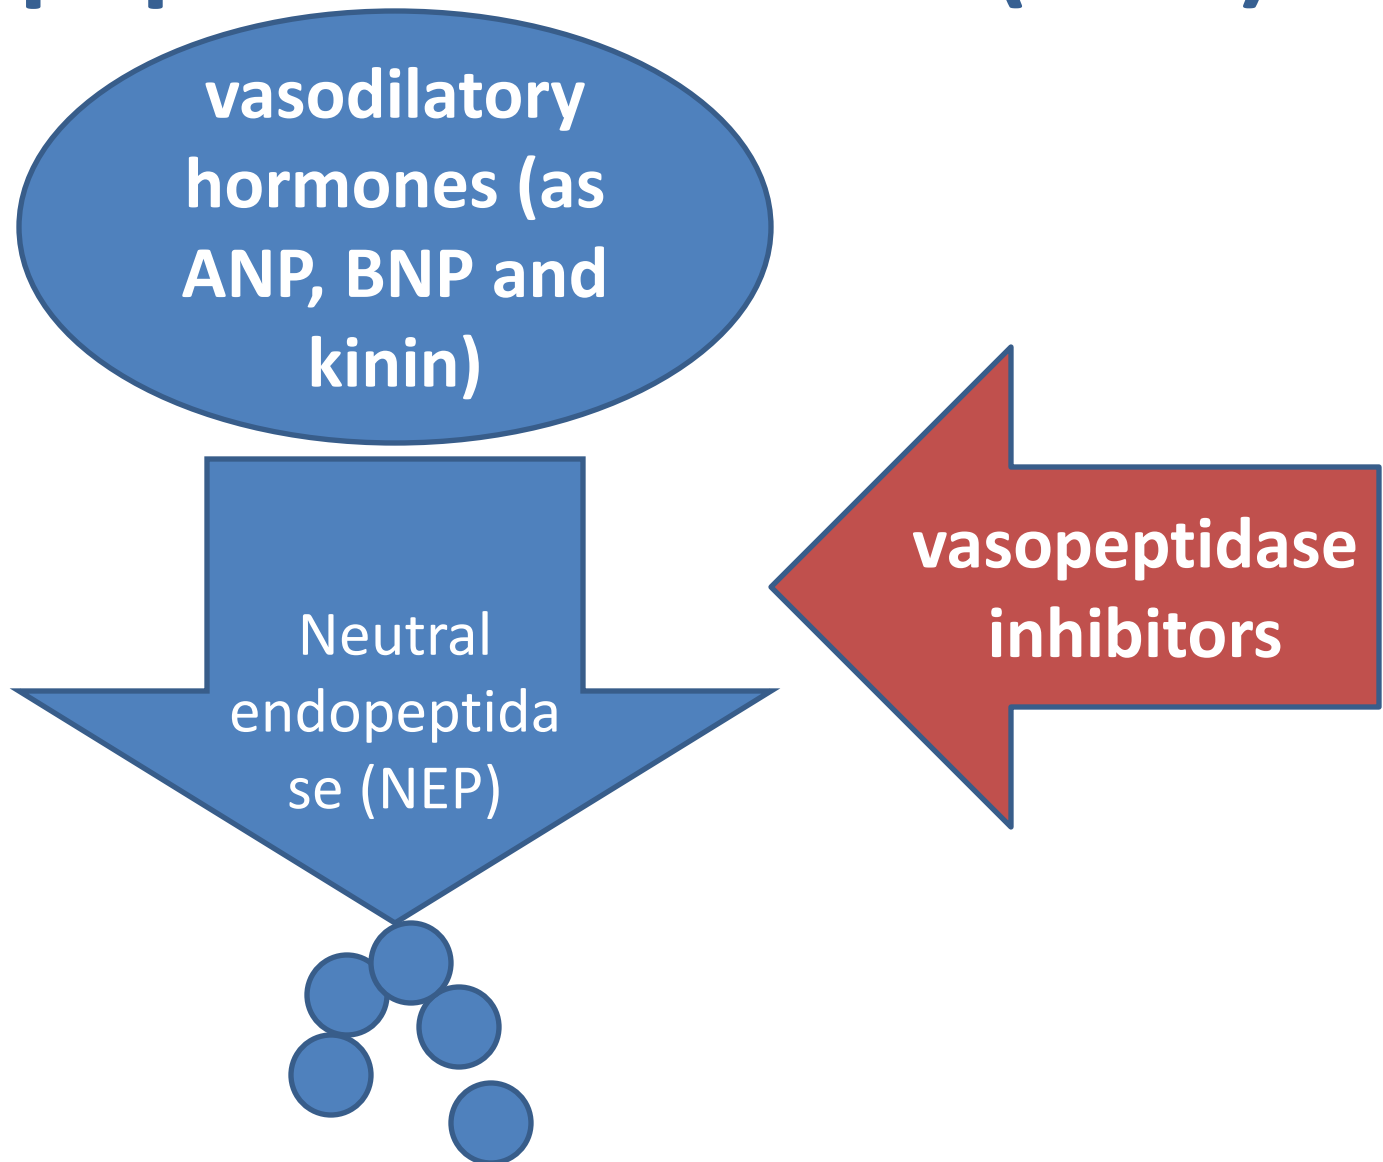 vasodilatory
hormones (as
ANP, BNP and
kinin)
vasopeptidase
inhibitors
Neutral
endopeptida
se (NEP)